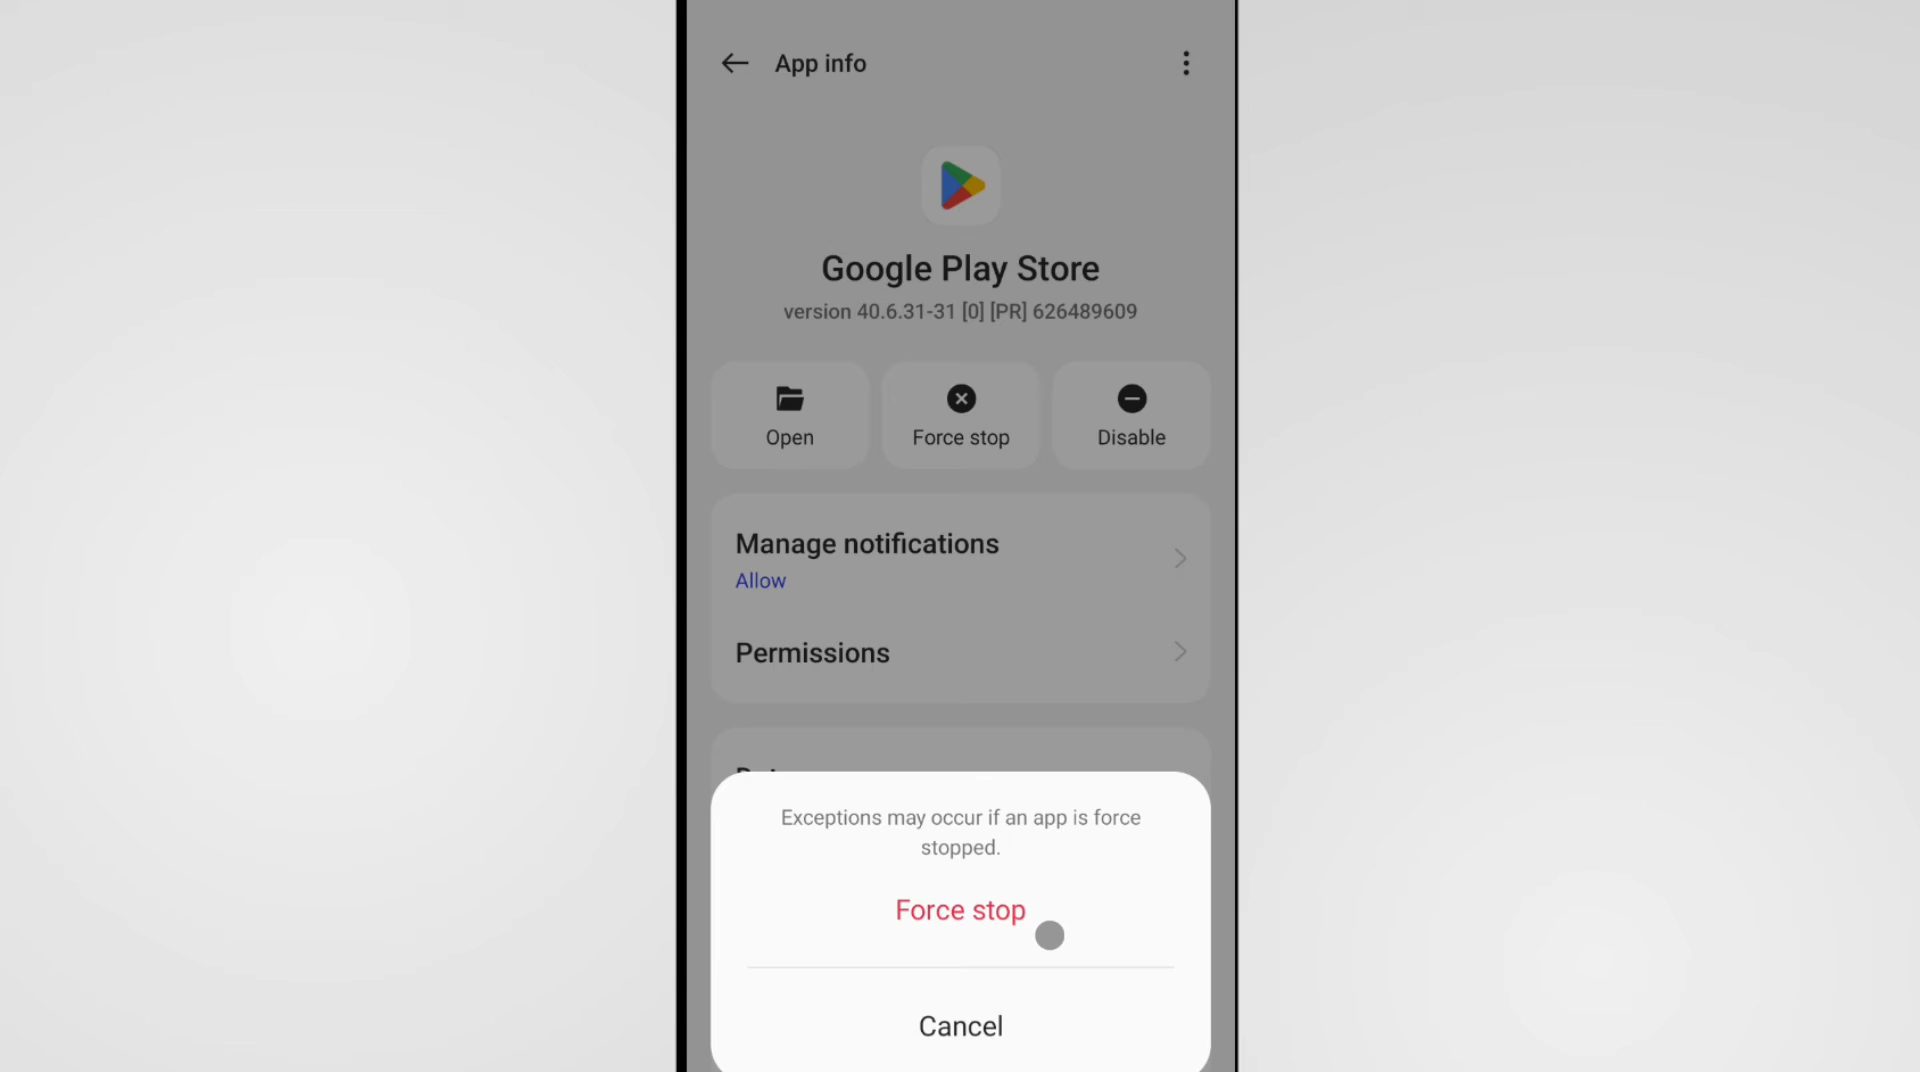 App info
Google Play Store
version 40.6.31-31 [0] [PR] 626489609
Open
Force stop
Disable
Manage notifications
Allow
Permissions
Exceptions may occur if an app is force
stopped.
Force stop
Cancel